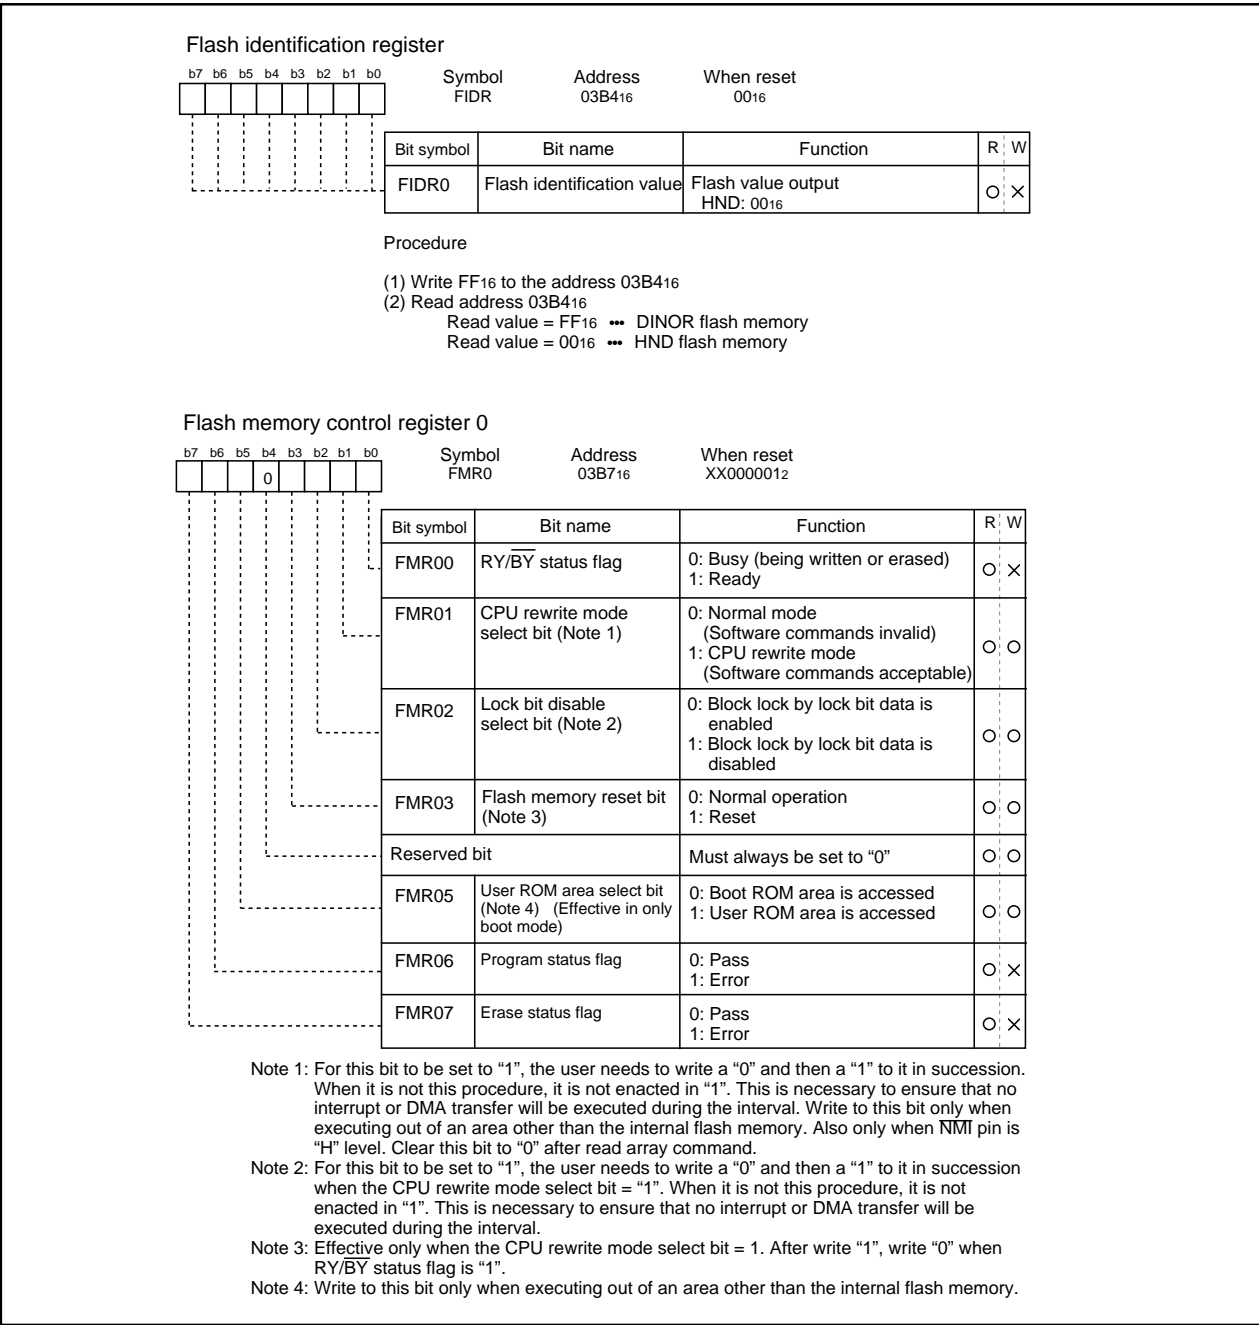 Flash identification register
b7 b6 b5 b4 b3 b2 b1 b0
Symbol Address When reset
FIDR 03B416 0016
Bit symbol Bit name Function R W
FIDR0 Flash identification value Flash value output
HND: 0016
Procedure
(1) Write FF16 to the address 03B416
(2) Read address 03B416
Read value = FF16 ••• DINOR flash memory
Read value = 0016 ••• HND flash memory
Flash memory control register 0
b7 b6 b5 b4 b3 b2 b1 b0
Symbol Address When reset
FMR0 03B716 XX0000012
0
Bit symbol Bit name Function R W
FMR00 RY/BY status flag 0: Busy (being written or erased)
1: Ready
FMR01 CPU rewrite mode 0: Normal mode
select bit (Note 1) (Software commands invalid)
1: CPU rewrite mode
(Software commands acceptable)
FMR02 Lock bit disable 0: Block lock by lock bit data is
select bit (Note 2) enabled
1: Block lock by lock bit data is
disabled
FMR03 Flash memory reset bit 0: Normal operation
(Note 3) 1: Reset
Reserved bit Must always be set to “0”
FMR05 User ROM area select bit 0: Boot ROM area is accessed
(Note 4) (Effective in only 1: User ROM area is accessed
boot mode)
FMR06 Program status flag 0: Pass
1: Error
FMR07 Erase status flag 0: Pass
1: Error
Note 1: For this bit to be set to “1”, the user needs to write a “0” and then a “1” to it in succession.
When it is not this procedure, it is not enacted in “1”. This is necessary to ensure that no
interrupt or DMA transfer will be executed during the interval. Write to this bit only when
executing out of an area other than the internal flash memory. Also only when NMI pin is
“H” level. Clear this bit to “0” after read array command.
Note 2: For this bit to be set to “1”, the user needs to write a “0” and then a “1” to it in succession
when the CPU rewrite mode select bit = “1”. When it is not this procedure, it is not
enacted in “1”. This is necessary to ensure that no interrupt or DMA transfer will be
executed during the interval.
Note 3: Effective only when the CPU rewrite mode select bit = 1. After write “1”, write “0” when
RY/BY status flag is “1”.
Note 4: Write to this bit only when executing out of an area other than the internal flash memory.